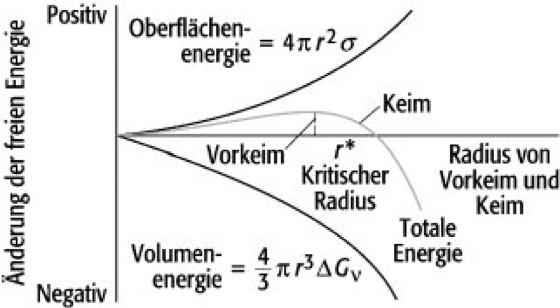 Änderung der freien Energie
Positiv
Negativ
Oberflächen-
energie = 4πr²σ
Keim
Vorkeim
r*
Kritischer
Radius
Radius von
Vorkeim und
Keim
Totale
Energie
Volumen-
energie = 4/3 πr³ΔGᵥ